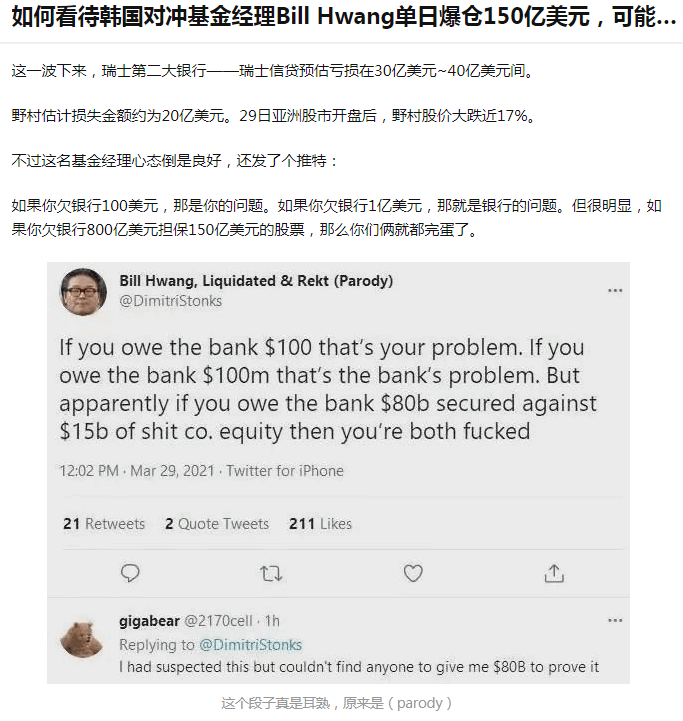 如何看待韩国对冲基金经理Bill Hwang单日爆仓150亿美元，可能...
这一波下来，瑞士第二大银行——瑞士信贷预估亏损在30亿美元~40亿美元间。
野村估计损失金额约为20亿美元。29日亚洲股市开盘后，野村股价大跌近17%。
不过这名基金经理心态倒是良好，还发了个推特：
如果你欠银行100美元，那是你的问题。如果你欠银行1亿美元，那就是银行的问题。但很明显，如
果你欠银行800亿美元担保150亿美元的股票，那么你们俩就都完蛋了。
Bill Hwang, Liquidated & Rekt (Parody)
@DimitriStonks
If you owe the bank $100 that's your problem. If you
owe the bank $100m that's the bank's problem. But
apparently if you owe the bank $80b secured against
$15b of shit co. equity then you're both fucked
12:02 PM · Mar 29, 2021 · Twitter for iPhone
21 Retweets 2 Quote Tweets 211 Likes
gigabear @2170cell · 1h
Replying to @DimitriStonks
I had suspected this but couldn't find anyone to give me $80B to prove it
这个段子真是耳熟，原来是（parody）